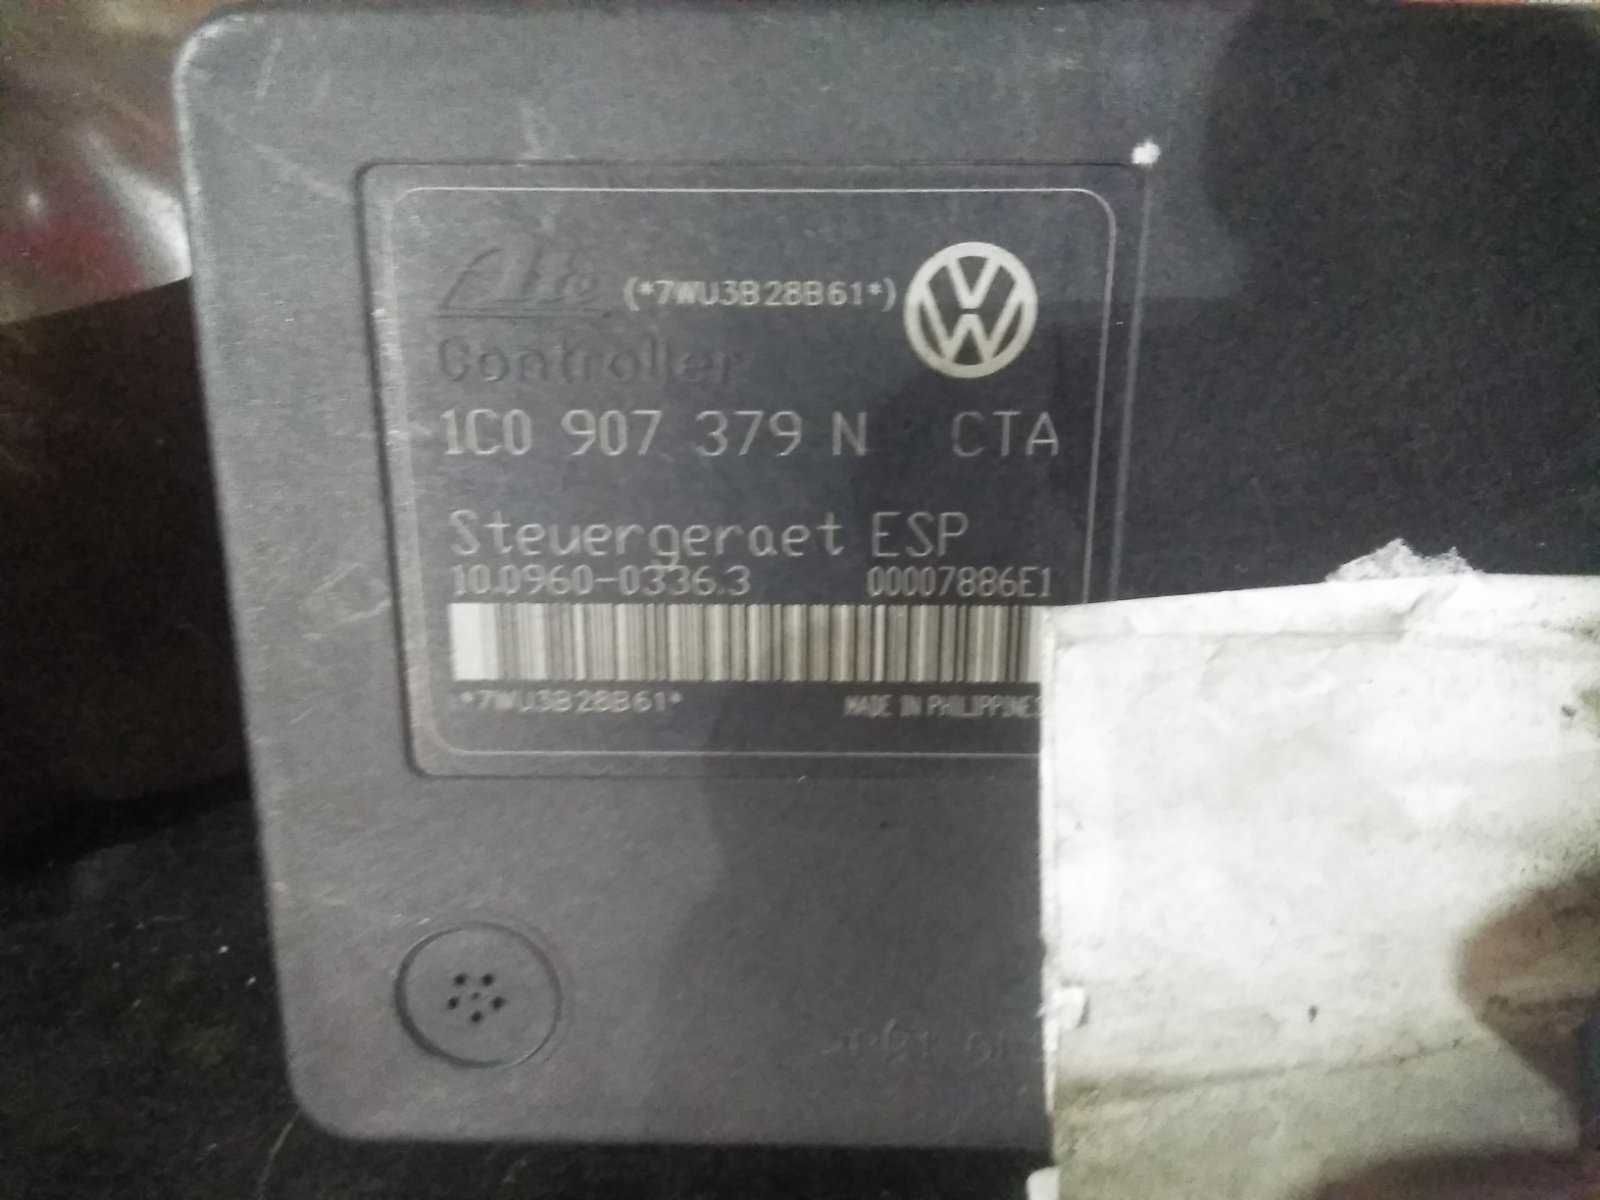 Ate (*7WU3B28B61*)
Controller
1C0 907 379 N CTA
Steuergeraet ESP
10.0960-0336.3 00007886E1
*7WU3B28B61* MADE IN PHILIPPINES